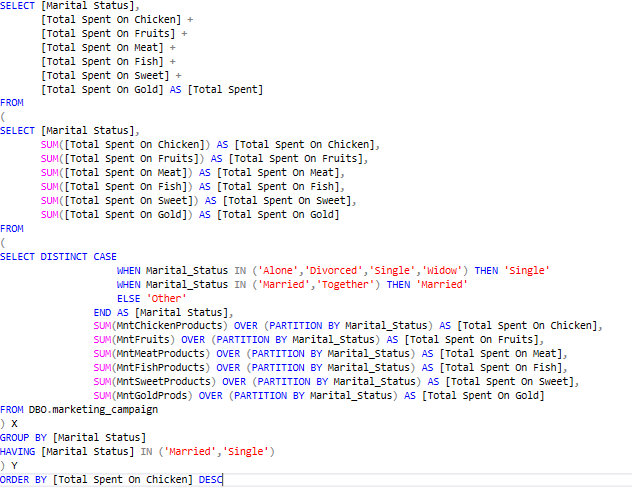 SELECT [Marital Status],
[Total Spent On Chicken] +
[Total Spent On Fruits] +
[Total Spent On Meat] +
[Total Spent On Fish] +
[Total Spent On Sweet] +
[Total Spent On Gold] AS [Total Spent]
FROM
(
SELECT [Marital Status],
SUM([Total Spent On Chicken]) AS [Total Spent On Chicken],
SUM([Total Spent On Fruits]) AS [Total Spent On Fruits],
SUM([Total Spent On Meat]) AS [Total Spent On Meat],
SUM([Total Spent On Fish]) AS [Total Spent On Fish],
SUM([Total Spent On Sweet]) AS [Total Spent On Sweet],
SUM([Total Spent On Gold]) AS [Total Spent On Gold]
FROM
(
SELECT DISTINCT CASE
WHEN Marital_Status IN ('Alone','Divorced','Single','Widow') THEN 'Single'
WHEN Marital_Status IN ('Married','Together') THEN 'Married'
ELSE 'Other'
END AS [Marital Status],
SUM(MntChickenProducts) OVER (PARTITION BY Marital_Status) AS [Total Spent On Chicken],
SUM(MntFruits) OVER (PARTITION BY Marital_Status) AS [Total Spent On Fruits],
SUM(MntMeatProducts) OVER (PARTITION BY Marital_Status) AS [Total Spent On Meat],
SUM(MntFishProducts) OVER (PARTITION BY Marital_Status) AS [Total Spent On Fish],
SUM(MntSweetProducts) OVER (PARTITION BY Marital_Status) AS [Total Spent On Sweet],
SUM(MntGoldProds) OVER (PARTITION BY Marital_Status) AS [Total Spent On Gold]
FROM DBO.marketing_campaign
) X
GROUP BY [Marital Status]
HAVING [Marital Status] IN ('Married','Single')
) Y
ORDER BY [Total Spent On Chicken] DESC